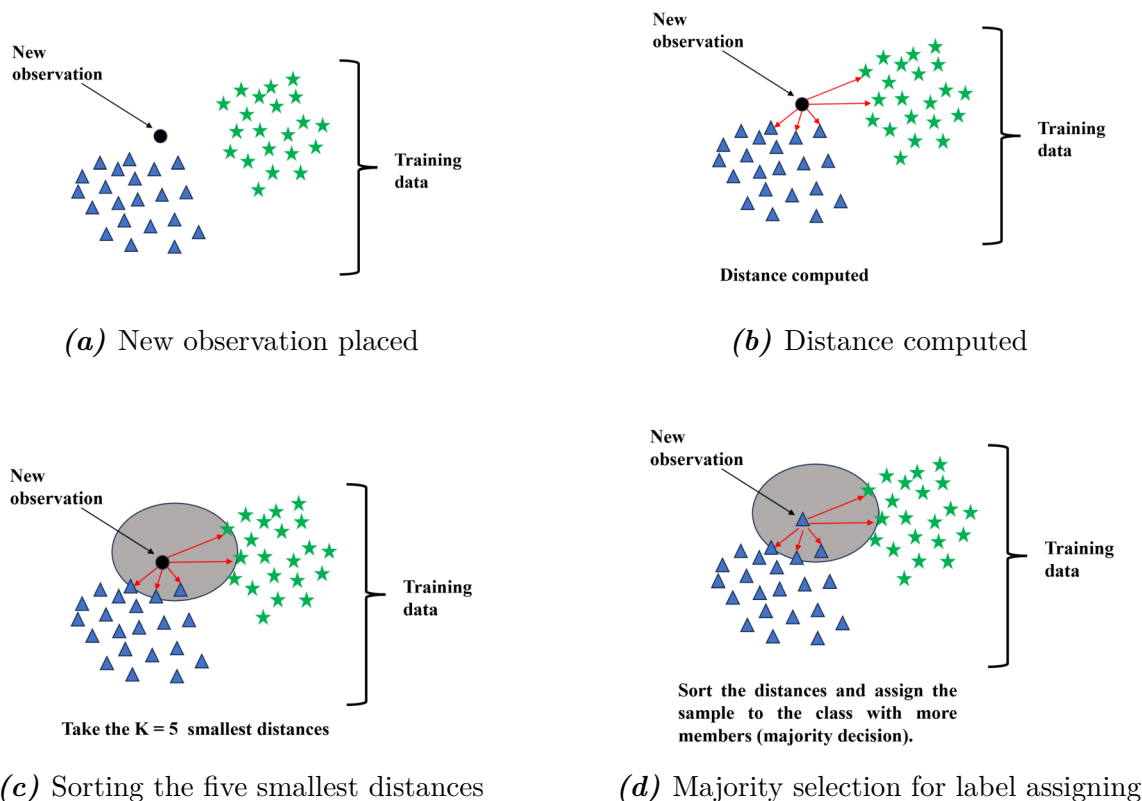 New
observation
Training
data
(a) New observation placed
New
observation
Training
data
Distance computed
(b) Distance computed
New
observation
Training
data
Take the K = 5 smallest distances
(c) Sorting the five smallest distances
New
observation
Training
data
Sort the distances and assign the
sample to the class with more
members (majority decision).
(d) Majority selection for label assigning